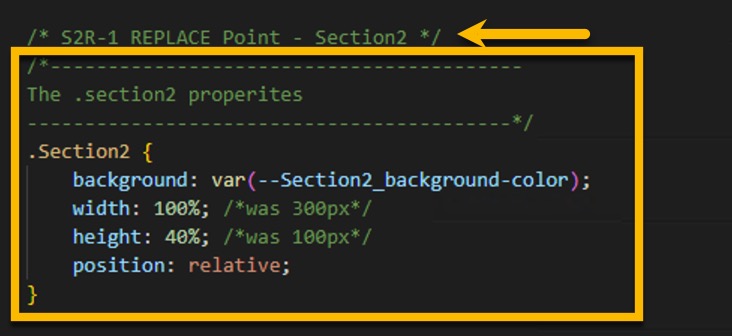 /* S2R-1 REPLACE Point - Section2 */
/*------------------------------------------
The .section2 properites
-------------------------------------------*/
.Section2 {
    background: var(--Section2_background-color);
    width: 100%; /*was 300px*/
    height: 40%; /*was 100px*/
    position: relative;
}